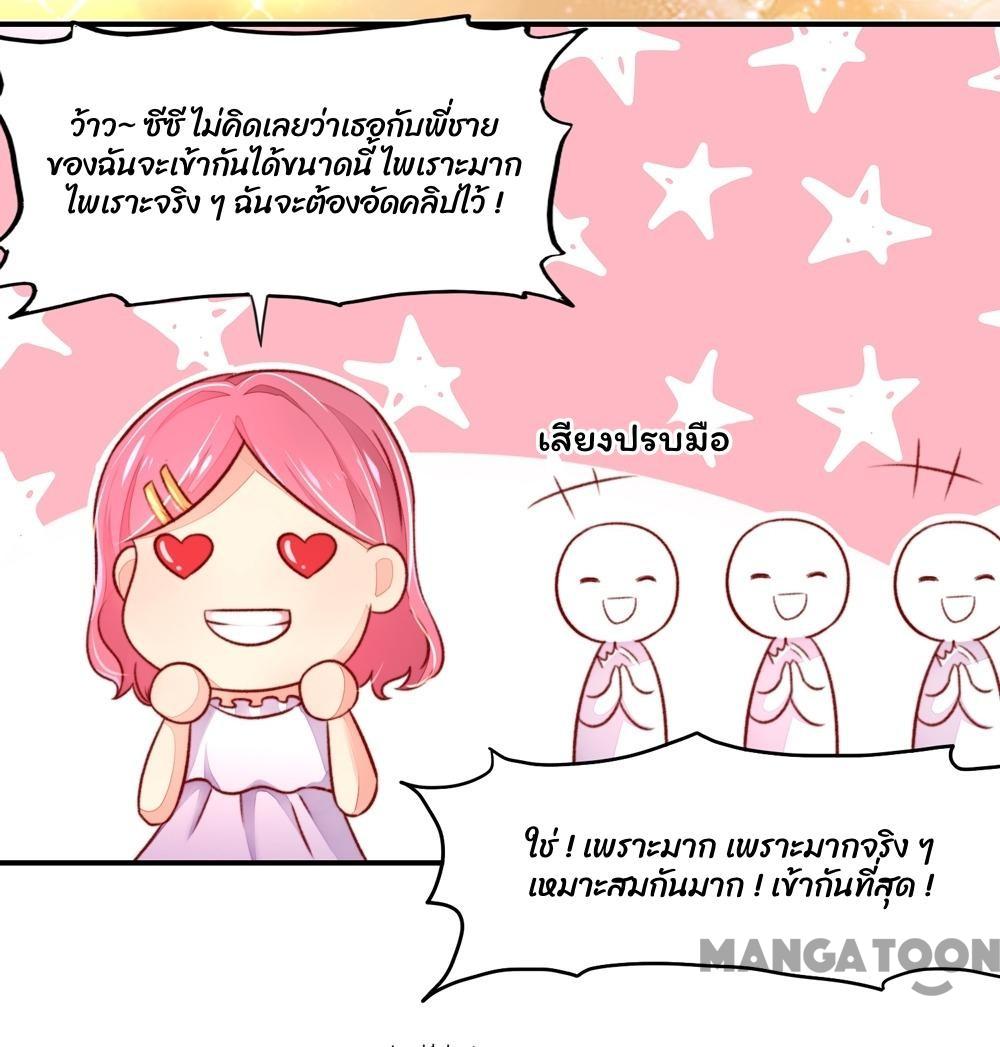 ว้าว~ ซีซี ไม่คิดเลยว่าเธอกับพี่ชาย
ของฉันจะเข้ากันได้ขนาดนี้ ไพเราะมาก
ไพเราะจริง ๆ ฉันจะต้องอัดคลิปไว้ !
เสียงปรบมือ
ใช่ ! เพราะมาก เพราะมากจริง ๆ
เหมาะสมกันมาก ! เข้ากันที่สุด !
MANGATOON